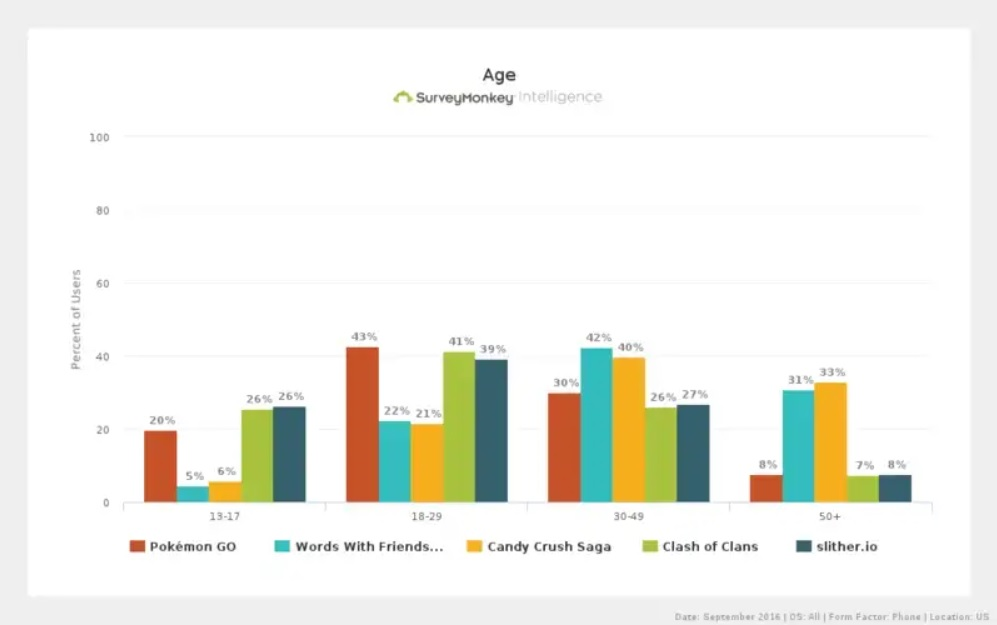 Age
SurveyMonkey Intelligence
Percent of Users
100
80
60
40
20
0
20% 5% 6% 26% 26%
43% 22% 21% 41% 39%
30% 42% 40% 26% 27%
8% 31% 33% 7% 8%
13-17 18-29 30-49 50+
Pokémon GO Words With Friends... Candy Crush Saga Clash of Clans slither.io
Date: September 2016 | OS: All | Form Factor: Phone | Location: US